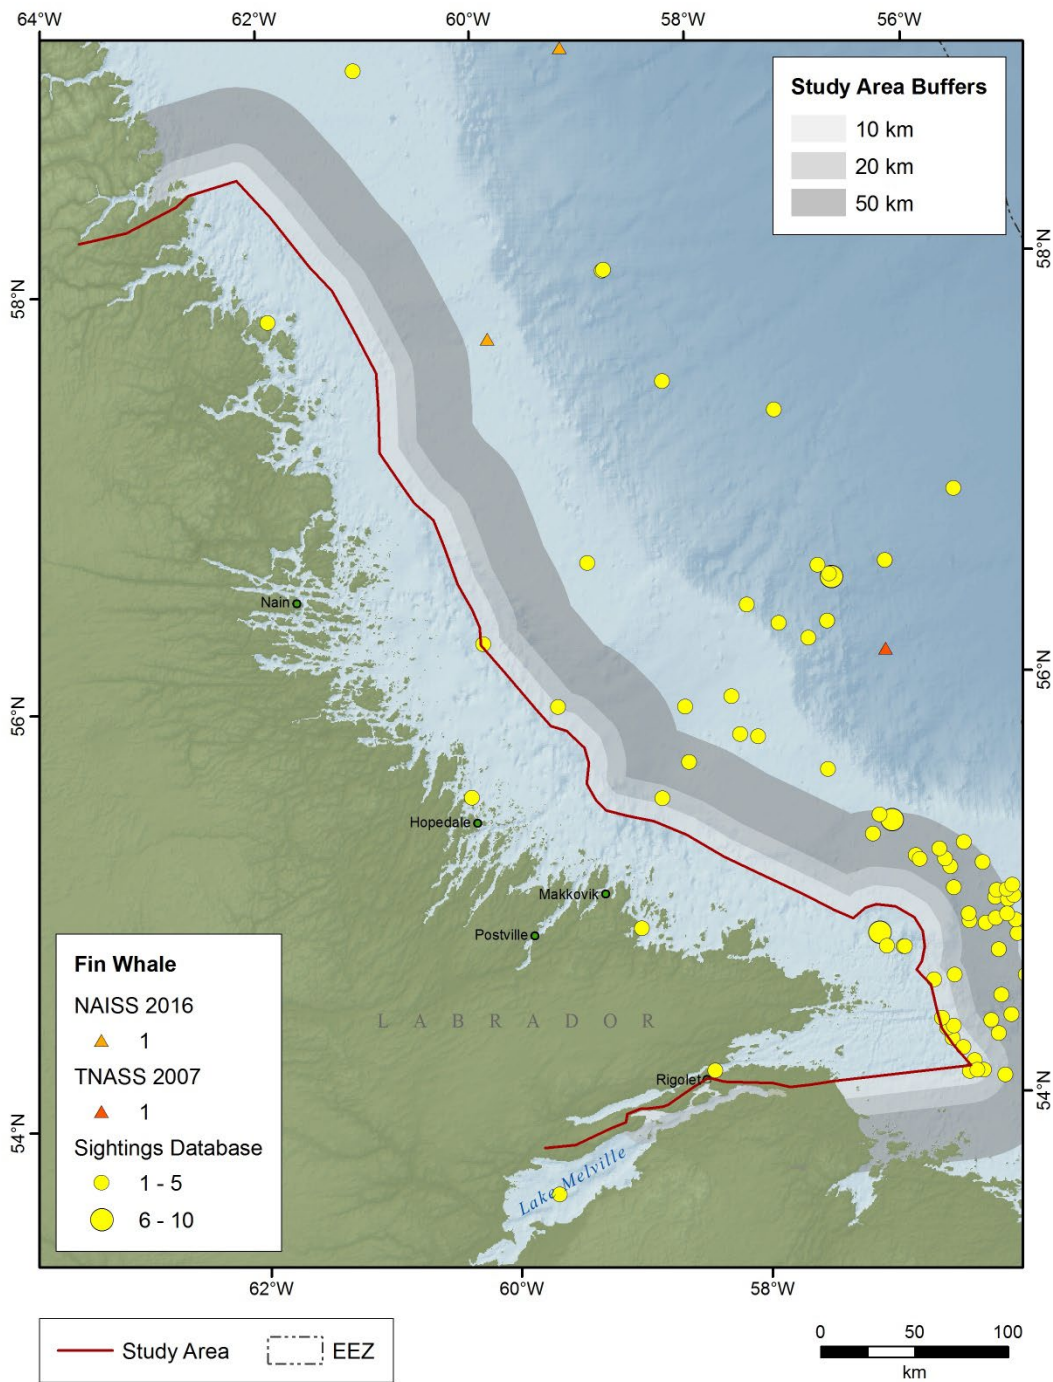 64°W 62°W 60°W 58°W 56°W
Study Area Buffers
10 km
20 km
50 km
58°N
58°N
Nain
56°N
56°N
Hopedale
Makkovik
Postville
LABRADOR
Rigolet
54°N
54°N
Lake Melville
Fin Whale
NAISS 2016
1
TNASS 2007
1
Sightings Database
1 - 5
6 - 10
62°W 60°W 58°W
Study Area EEZ
0 50 100
km